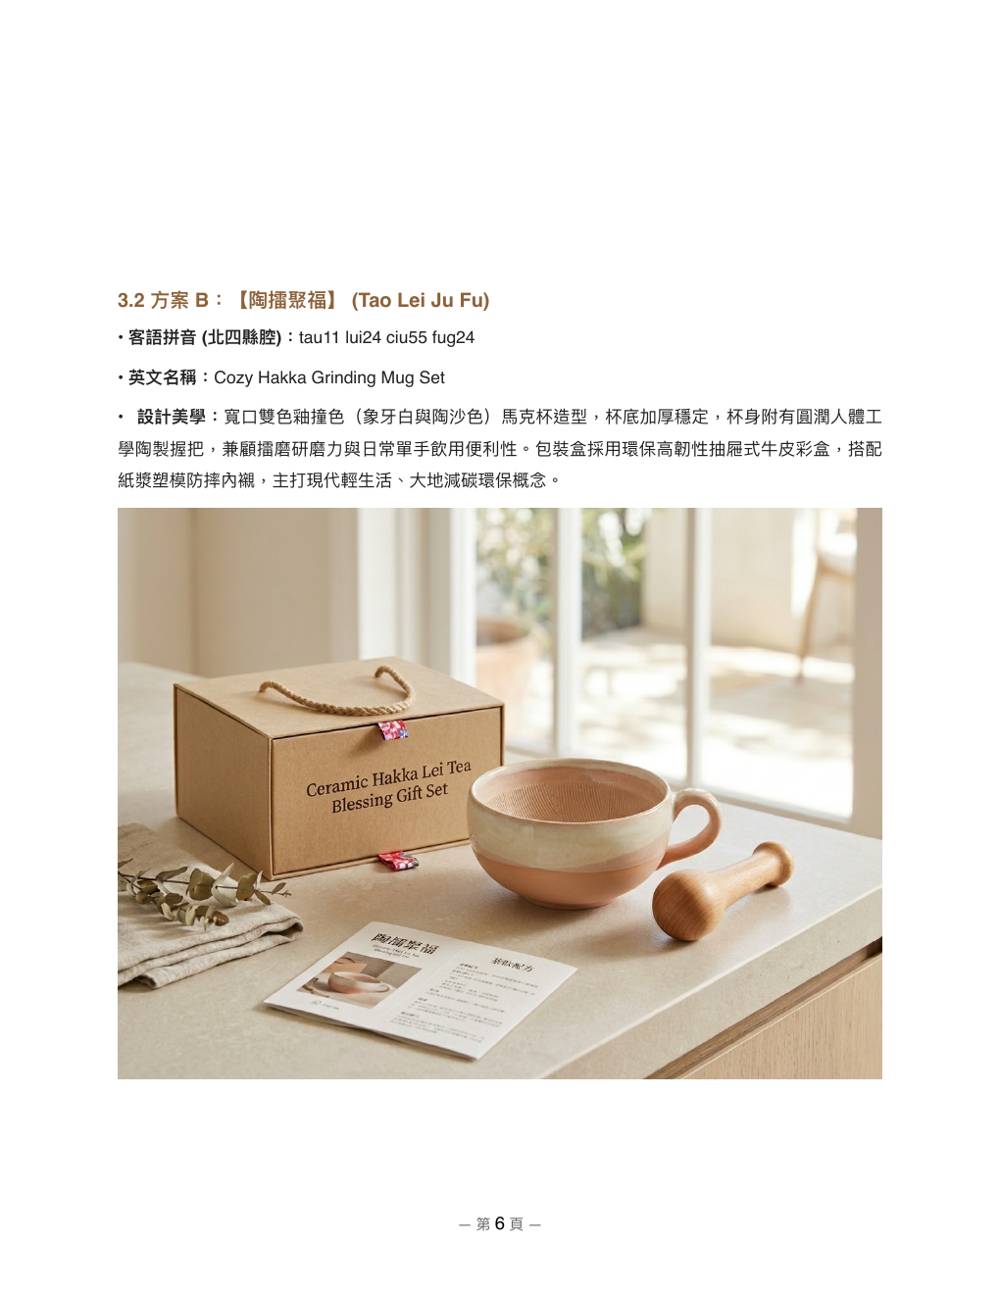 3.2 方案 B：【陶擂聚福】 (Tao Lei Ju Fu)
• 客語拼音 (北四縣腔)：tau11 lui24 ciu55 fug24
• 英文名稱：Cozy Hakka Grinding Mug Set
• 設計美學：寬口雙色釉撞色（象牙白與陶沙色）馬克杯造型，杯底加厚穩定，杯身附有圓潤人體工
學陶製握把，兼顧擂磨研磨力與日常單手飲用便利性。包裝盒採用環保高韌性抽屜式牛皮彩盒，搭配
紙漿塑模防摔內襯，主打現代輕生活、大地減碳環保概念。
Ceramic Hakka Lei Tea
Blessing Gift Set
陶擂聚福
— 第 6 頁 —